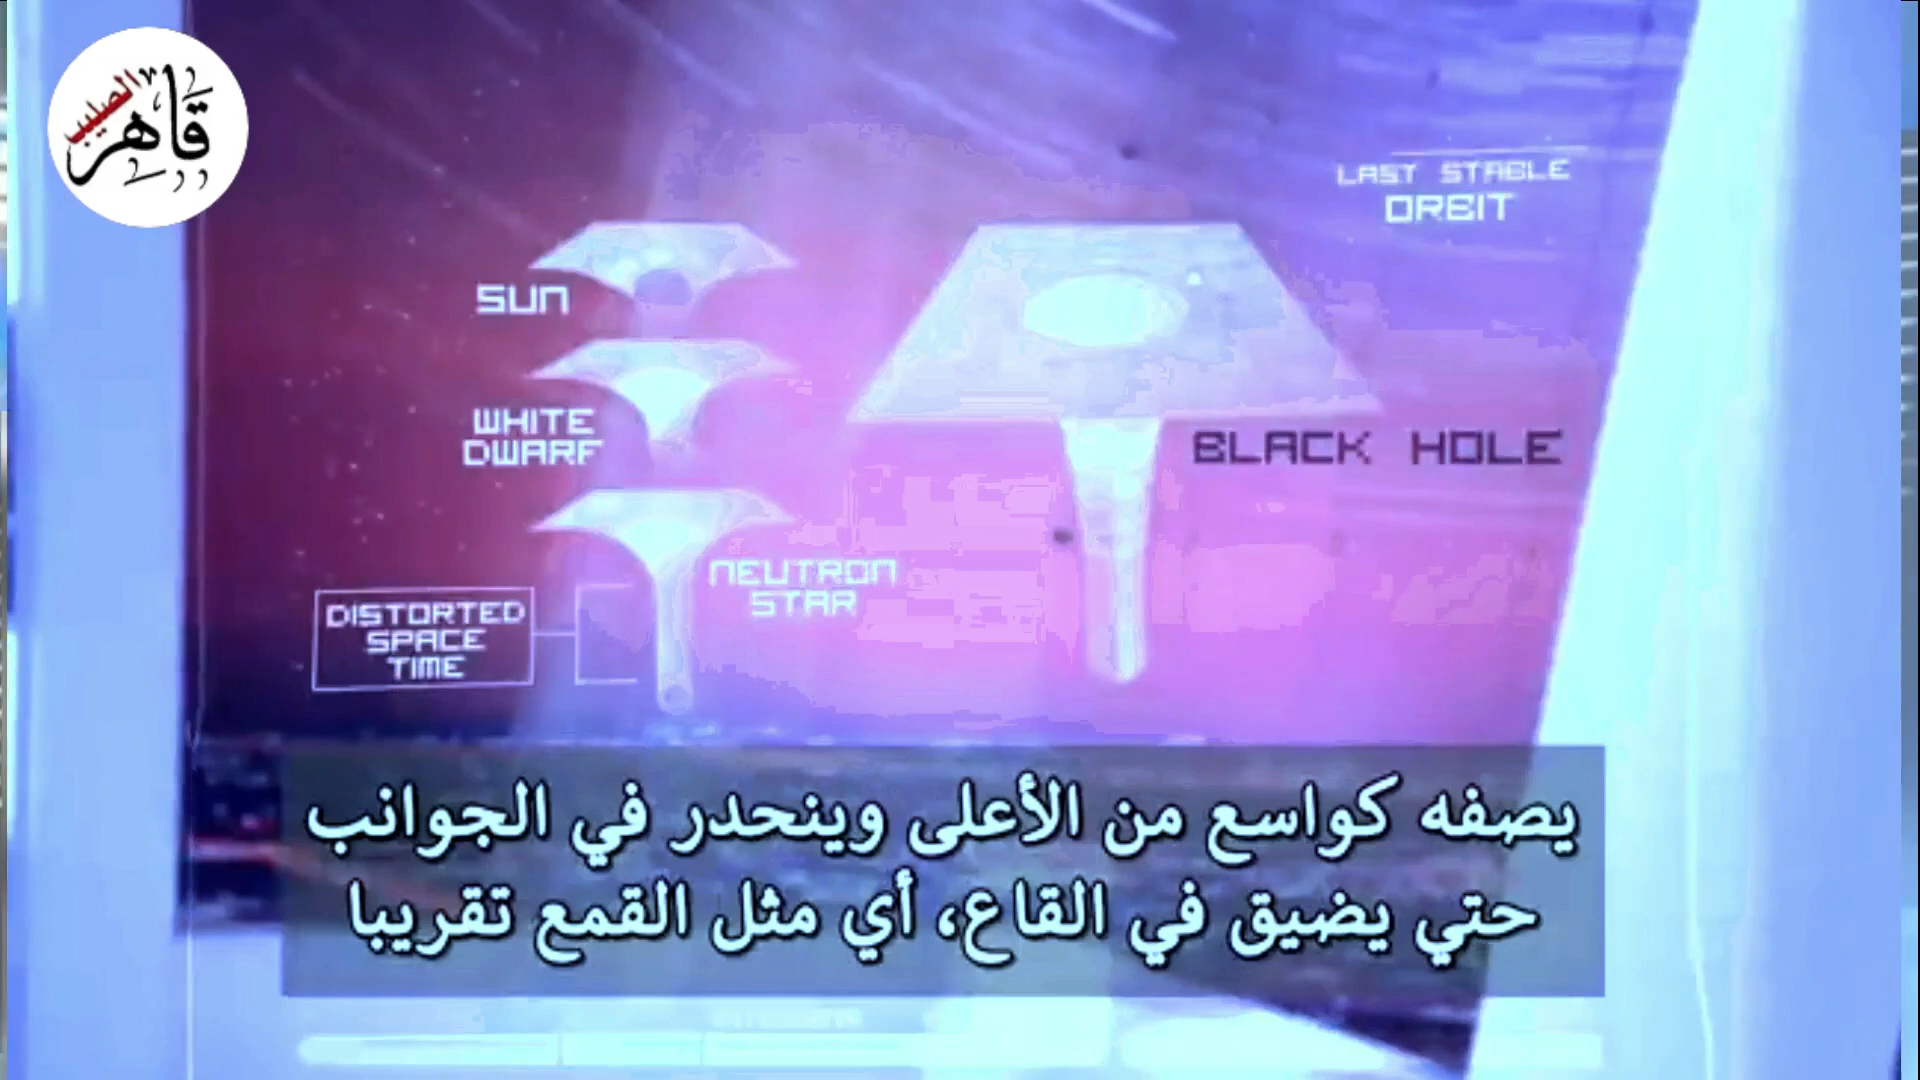 قاهر
الصليب
LAST STABLE
ORBIT
SUN
WHITE
DWARF
BLACK HOLE
NEUTRON
STAR
DISTORTED
SPACE
TIME
يصفه كواسع من الأعلى وينحدر في الجوانب
حتي يضيق في القاع، أي مثل القمع تقريبا